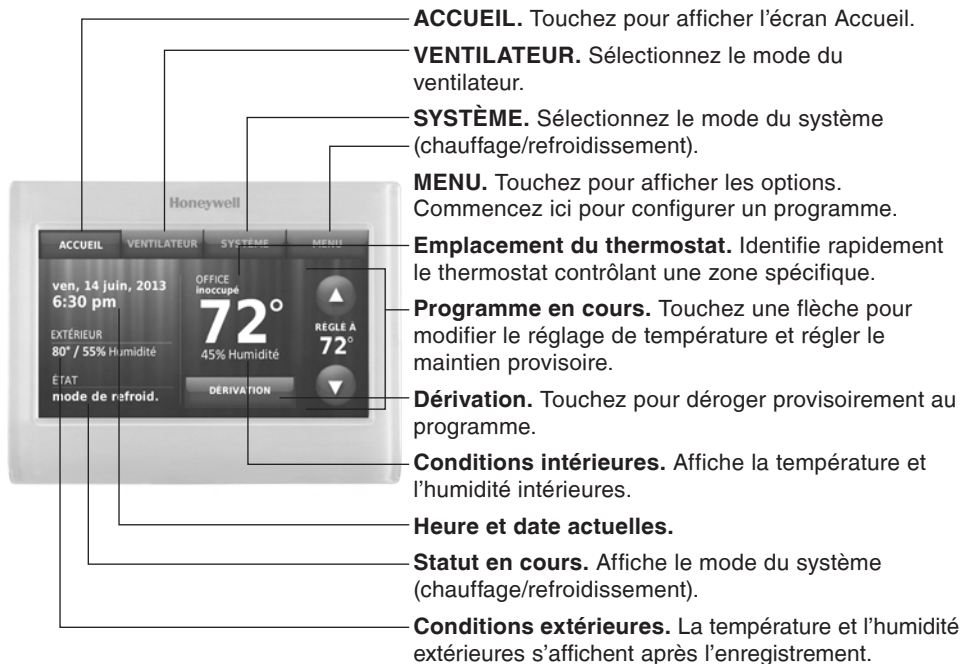 ACCUEIL. Touchez pour afficher l’écran Accueil.
VENTILATEUR. Sélectionnez le mode du
ventilateur.
SYSTÈME. Sélectionnez le mode du système
(chauffage/refroidissement).
MENU. Touchez pour afficher les options.
Commencez ici pour configurer un programme.
Emplacement du thermostat. Identifie rapidement
le thermostat contrôlant une zone spécifique.
Programme en cours. Touchez une flèche pour
modifier le réglage de température et régler le
maintien provisoire.
Dérivation. Touchez pour déroger provisoirement au
programme.
Conditions intérieures. Affiche la température et
l’humidité intérieures.
Heure et date actuelles.
Statut en cours. Affiche le mode du système
(chauffage/refroidissement).
Conditions extérieures. La température et l’humidité
extérieures s’affichent après l’enregistrement.
Honeywell
ACCUEIL VENTILATEUR SYSTÈME MENU
ven, 14 juin, 2013
6:30 pm
EXTÉRIEUR
80° / 55% Humidité
ÉTAT
mode de refroid.
OFFICE
inoccupé
72°
45% Humidité
DÉRIVATION
RÉGLÉ À
72°